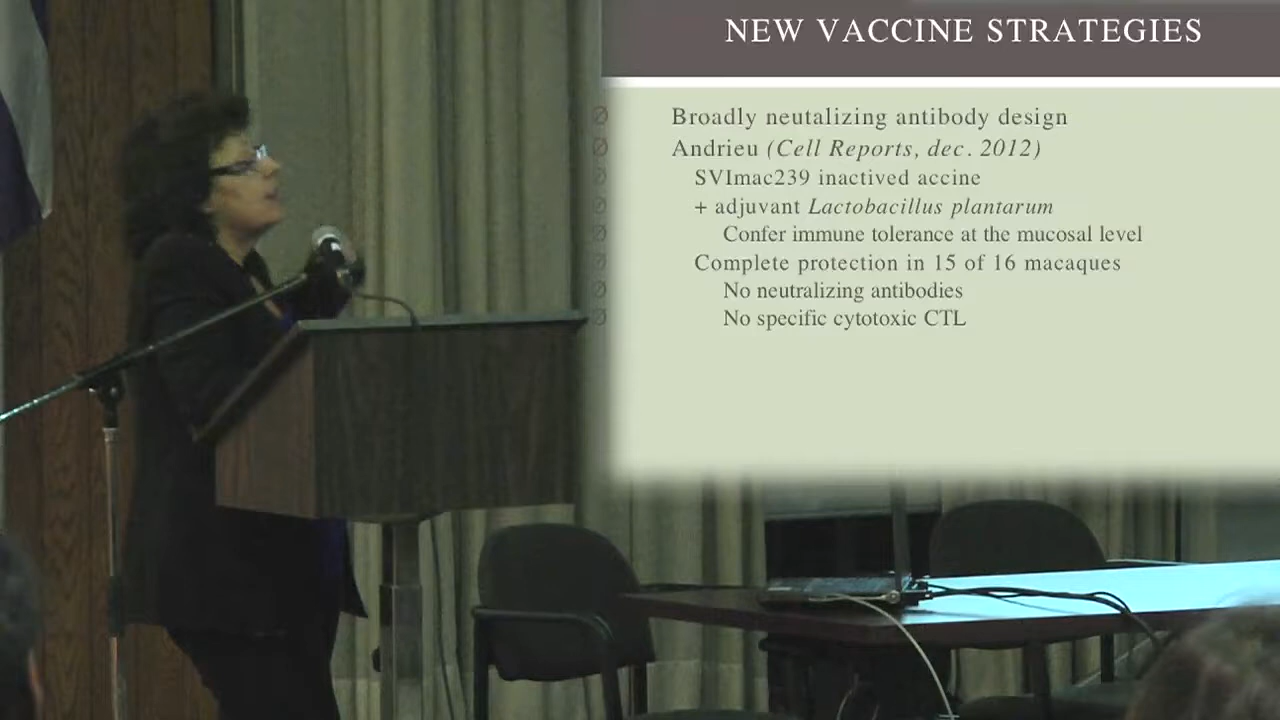 NEW VACCINE STRATEGIES
Broadly neutalizing antibody design
Andrieu (Cell Reports, dec. 2012)
SVImac239 inactived accine
+ adjuvant Lactobacillus plantarum
Confer immune tolerance at the mucosal level
Complete protection in 15 of 16 macaques
No neutralizing antibodies
No specific cytotoxic CTL